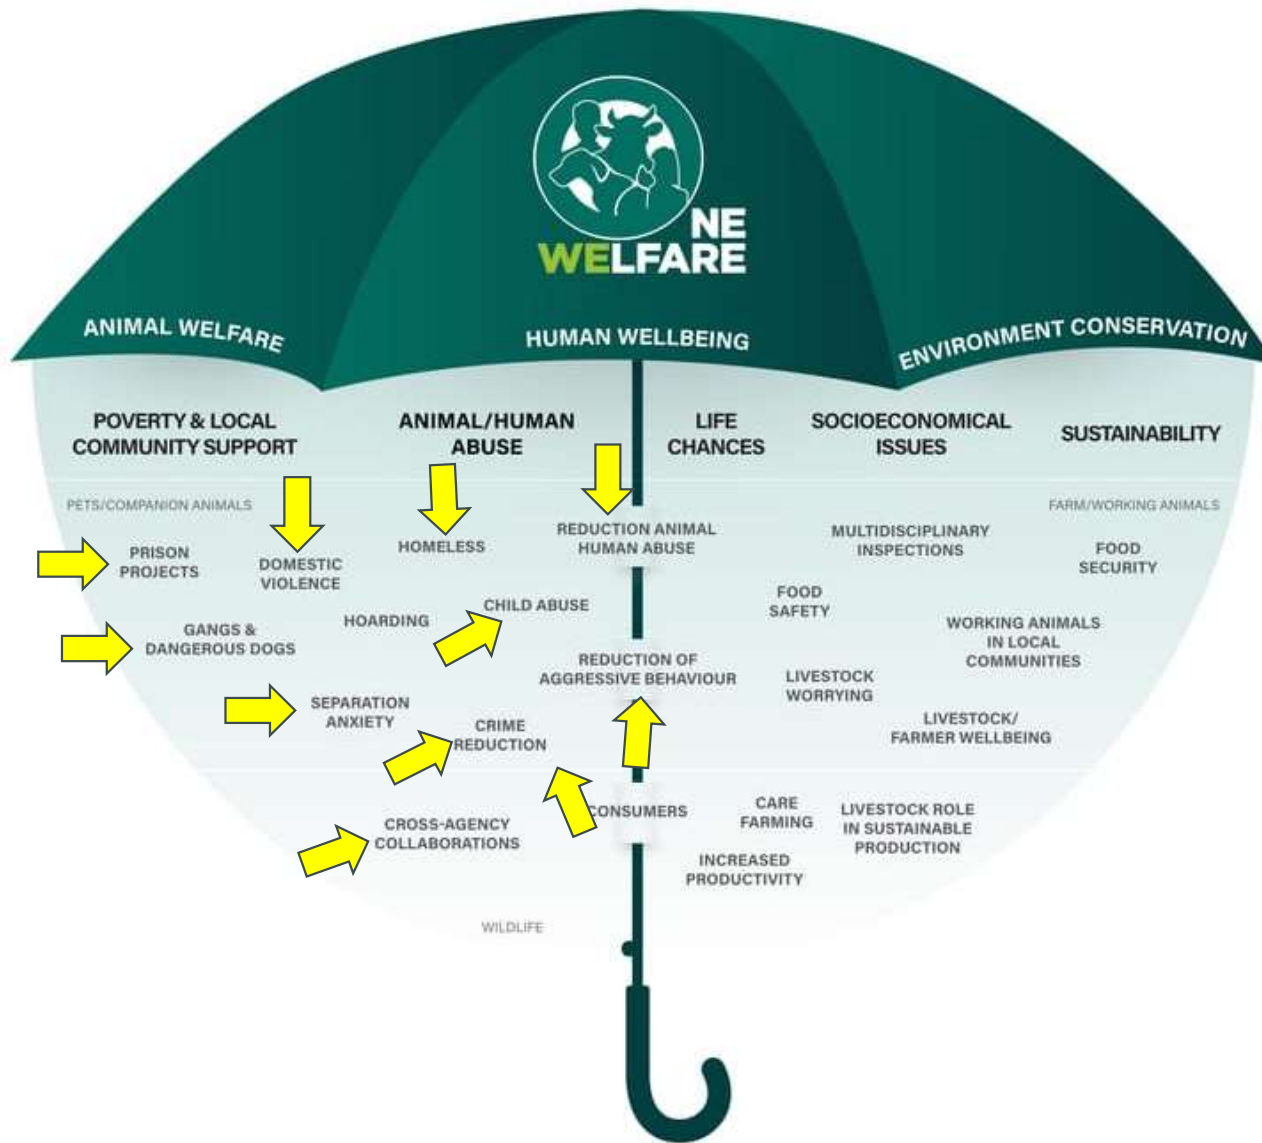 NE
WELFARE
ANIMAL WELFARE
HUMAN WELLBEING
ENVIRONMENT CONSERVATION
POVERTY & LOCAL
COMMUNITY SUPPORT
ANIMAL/HUMAN
ABUSE
LIFE
CHANCES
SOCIOECONOMICAL
ISSUES
SUSTAINABILITY
PETS/COMPANION ANIMALS
FARM/WORKING ANIMALS
PRISON
PROJECTS
DOMESTIC
VIOLENCE
HOMELESS
REDUCTION ANIMAL
HUMAN ABUSE
MULTIDISCIPLINARY
INSPECTIONS
FOOD
SECURITY
GANGS &
DANGEROUS DOGS
HOARDING
CHILD ABUSE
FOOD
SAFETY
WORKING ANIMALS
IN LOCAL
COMMUNITIES
REDUCTION OF
AGGRESSIVE BEHAVIOUR
LIVESTOCK
WORRYING
SEPARATION
ANXIETY
CRIME
REDUCTION
LIVESTOCK/
FARMER WELLBEING
CROSS-AGENCY
COLLABORATIONS
CONSUMERS
CARE
FARMING
LIVESTOCK ROLE
IN SUSTAINABLE
PRODUCTION
INCREASED
PRODUCTIVITY
WILDLIFE